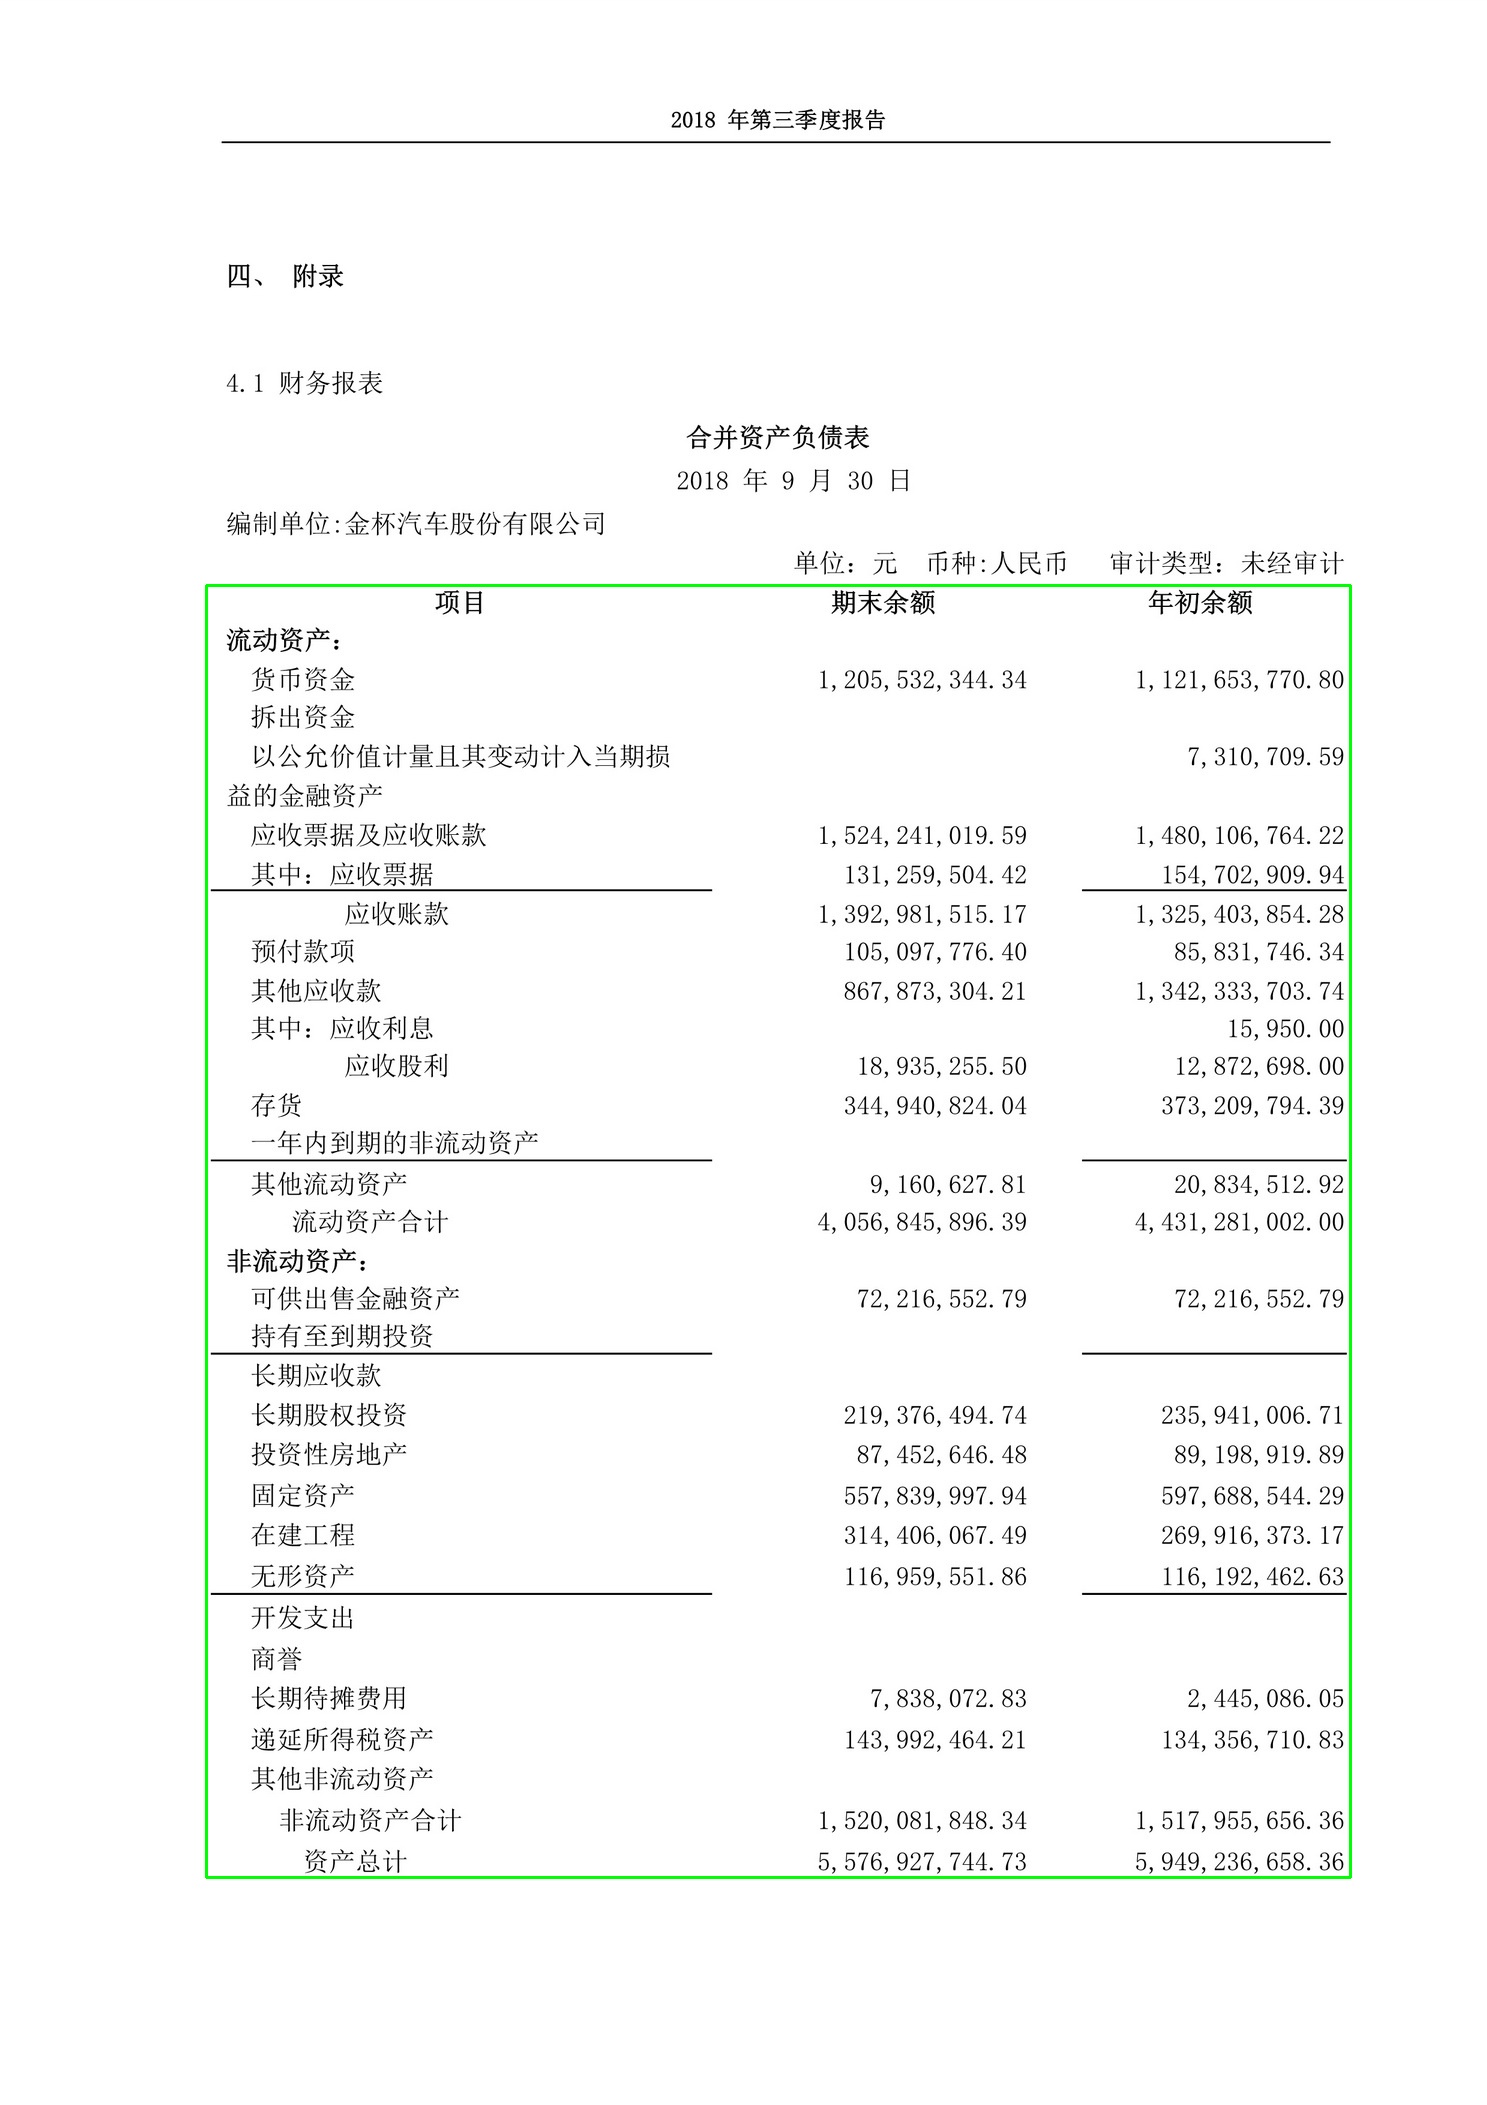 2018 年第三季度报告
四、 附录
4.1 财务报表
合并资产负债表
2018 年 9 月 30 日
编制单位:金杯汽车股份有限公司
单位：元 币种:人民币 审计类型：未经审计
项目 期末余额 年初余额
流动资产：
货币资金 1,205,532,344.34 1,121,653,770.80
拆出资金
以公允价值计量且其变动计入当期损 7,310,709.59
益的金融资产
应收票据及应收账款 1,524,241,019.59 1,480,106,764.22
其中：应收票据 131,259,504.42 154,702,909.94
应收账款 1,392,981,515.17 1,325,403,854.28
预付款项 105,097,776.40 85,831,746.34
其他应收款 867,873,304.21 1,342,333,703.74
其中：应收利息 15,950.00
应收股利 18,935,255.50 12,872,698.00
存货 344,940,824.04 373,209,794.39
一年内到期的非流动资产
其他流动资产 9,160,627.81 20,834,512.92
流动资产合计 4,056,845,896.39 4,431,281,002.00
非流动资产：
可供出售金融资产 72,216,552.79 72,216,552.79
持有至到期投资
长期应收款
长期股权投资 219,376,494.74 235,941,006.71
投资性房地产 87,452,646.48 89,198,919.89
固定资产 557,839,997.94 597,688,544.29
在建工程 314,406,067.49 269,916,373.17
无形资产 116,959,551.86 116,192,462.63
开发支出
商誉
长期待摊费用 7,838,072.83 2,445,086.05
递延所得税资产 143,992,464.21 134,356,710.83
其他非流动资产
非流动资产合计 1,520,081,848.34 1,517,955,656.36
资产总计 5,576,927,744.73 5,949,236,658.36